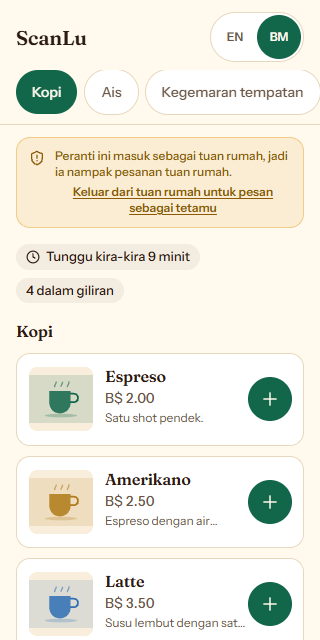 ScanLu
EN
BM
Kopi
Ais
Kegemaran tempatan
Peranti ini masuk sebagai tuan rumah, jadi
ia nampak pesanan tuan rumah.
Keluar dari tuan rumah untuk pesan
sebagai tetamu
Tunggu kira-kira 9 minit
4 dalam giliran
Kopi
Espreso
B$ 2.00
Satu shot pendek.
Amerikano
B$ 2.50
Espreso dengan air...
Latte
B$ 3.50
Susu lembut dengan sat...